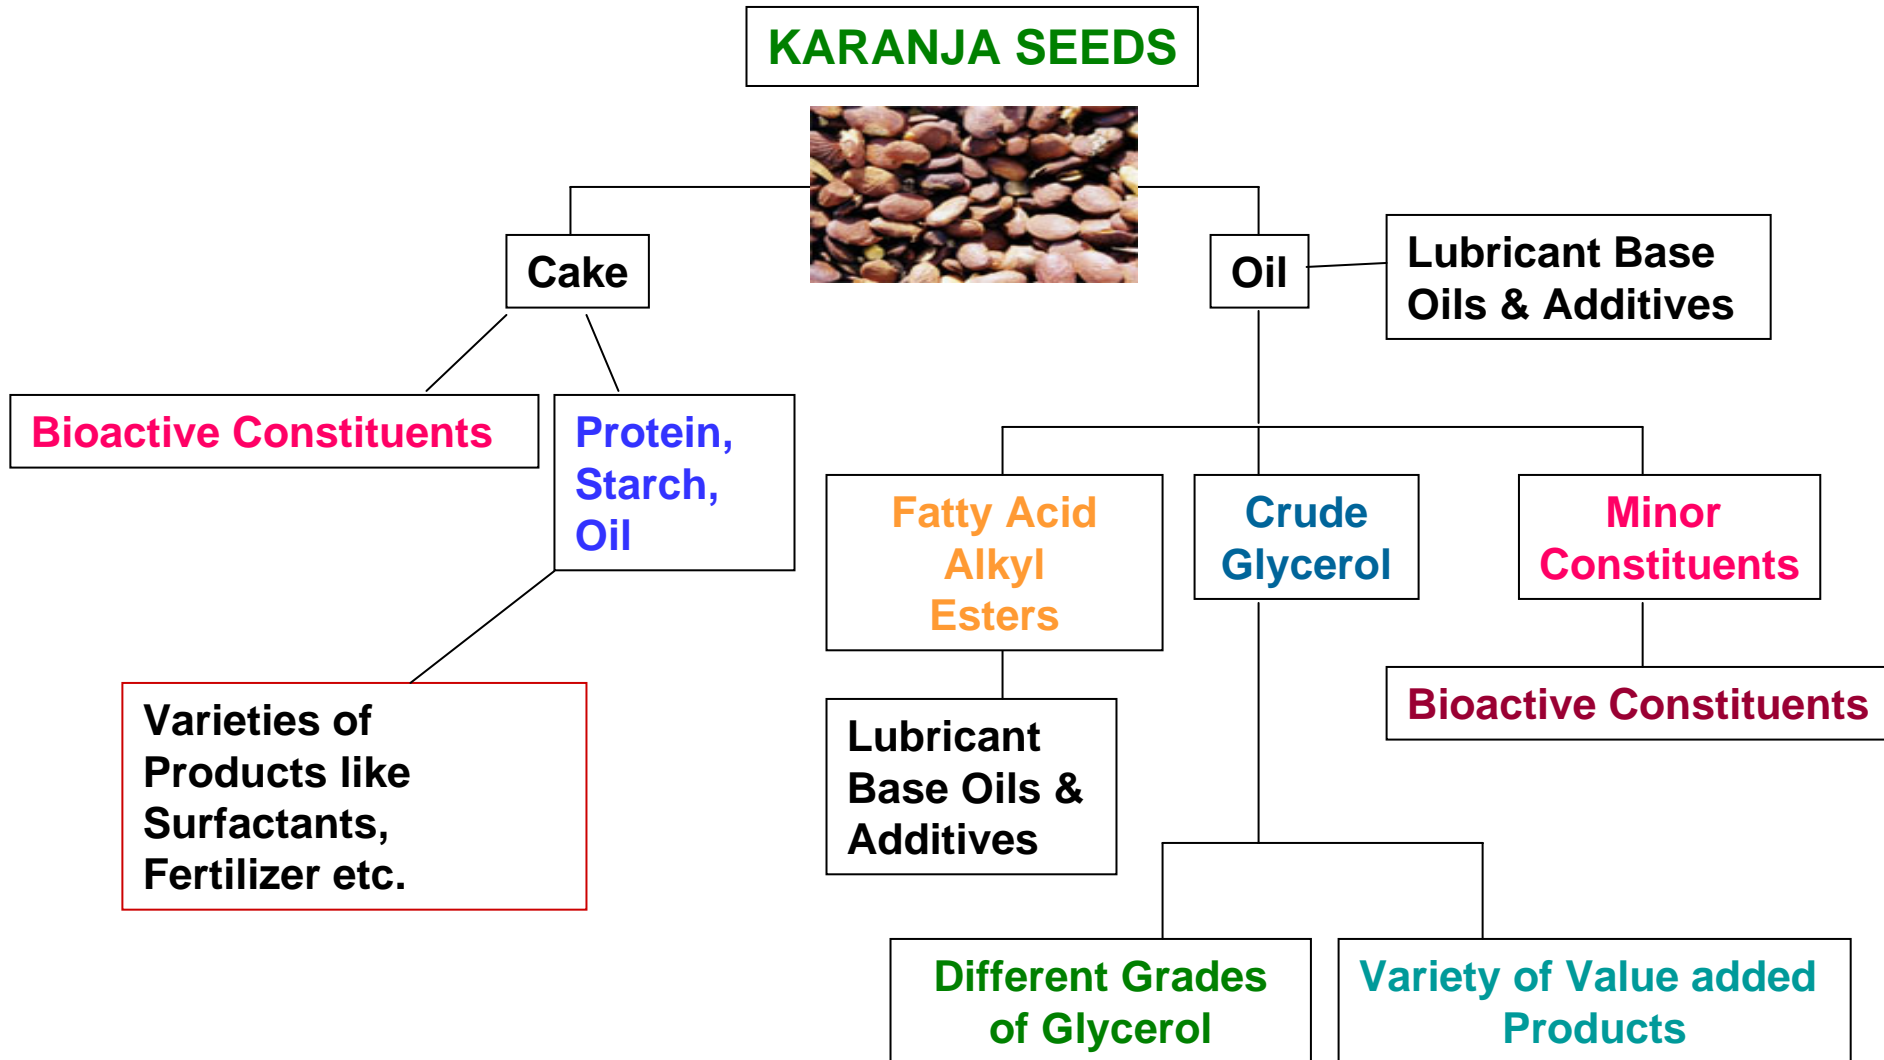 KARANJA SEEDS
Cake
Oil
Lubricant Base
Oils & Additives
Bioactive Constituents
Protein,
Starch,
Oil
Fatty Acid
Alkyl
Esters
Crude
Glycerol
Minor
Constituents
Varieties of
Products like
Surfactants,
Fertilizer etc.
Lubricant
Base Oils &
Additives
Bioactive Constituents
Different Grades
of Glycerol
Variety of Value added
Products